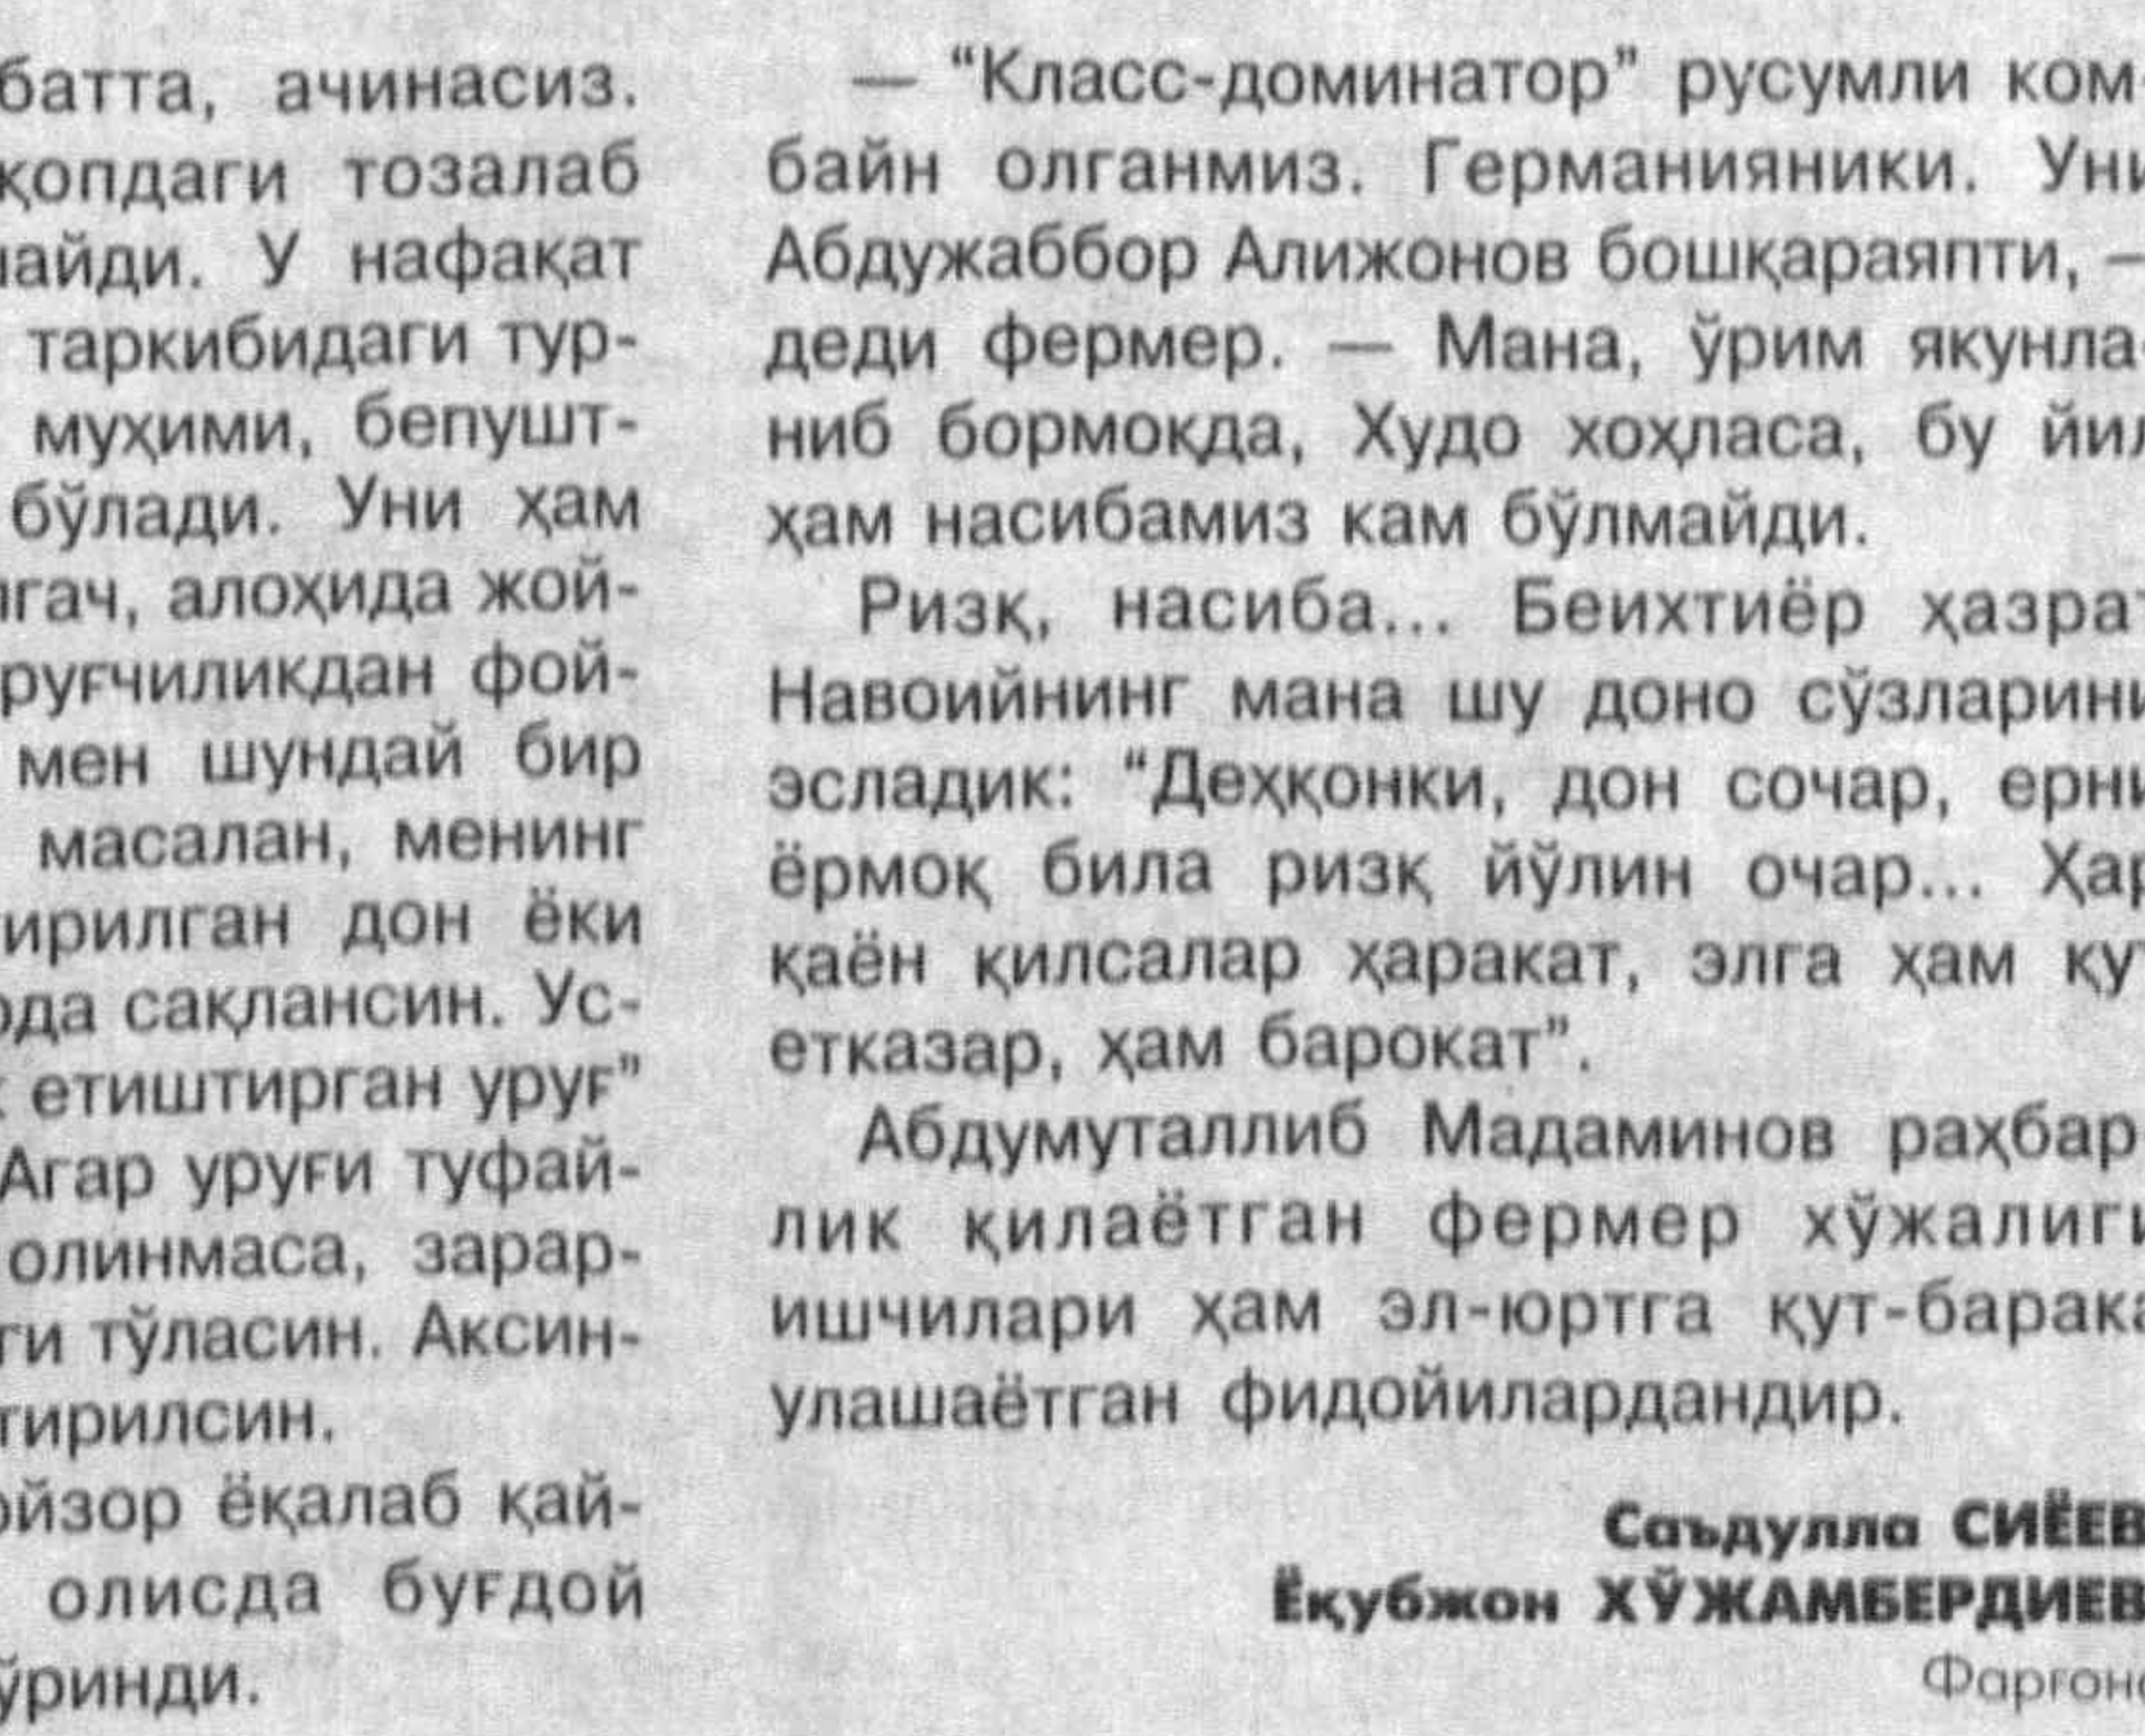 батта, ачинасиз.
қопдаги тозалаб
майди. У нафақат
таркибидаги тур-
муҳими, бепушт-
бўлади. Уни ҳам
лгач, алоҳида жой-
руғчиликдан фой-
мен шундай бир
масалан, менинг
тирилган дон ёки
рда сақлансин. Ус-
етиштирган уруғ”
Агар уруғи туфай-
олинмаса, зарар-
ги тўласин. Аксин-
тирилсин.
ойзор ёқалаб қай-
олисда буғдой
ўринди.
— “Класс-доминатор” русумли ком-
байн олганмиз. Германияники. Уни
Абдужаббор Алижонов бошқараяпти, —
деди фермер. — Мана, ўрим якунла-
ниб бормоқда, Худо хоҳласа, бу йил
ҳам насибамиз кам бўлмайди.
Ризқ, насиба... Беихтиёр ҳазрат
Навоийнинг мана шу доно сўзларини
эсладик: “Деҳқонки, дон сочар, ерни
ёрмоқ била ризқ йўлин очар... Ҳар
қаён қилсалар ҳаракат, элга ҳам қут
етказар, ҳам барокат”.
Абдумуталлиб Мадаминов раҳбар-
лик қилаётган фермер хўжалиги
ишчилари ҳам эл-юртга қут-барака
улашаётган фидойилардандир.
Саъдулла СИЁЕВ
Ёқубжон ХЎЖАМБЕРДИЕВ
Фарғона